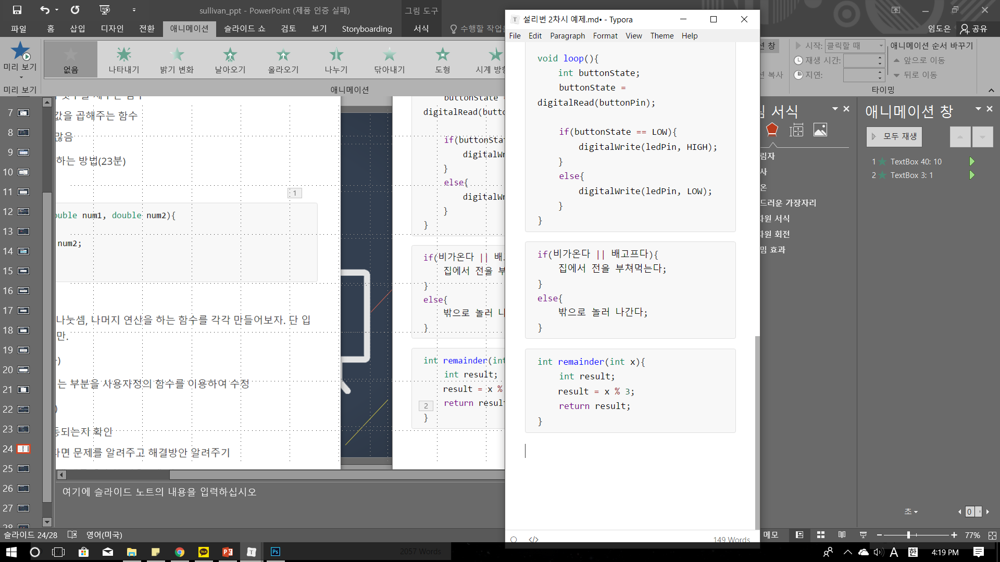 sullivan_ppt - PowerPoint (제품 인증 실패)
그림 도구
파일 홈 삽입 디자인 전환 애니메이션 슬라이드 쇼 검토 보기 Storyboarding 서식 수행할 작업을
임도은 공유
미리 보기
없음 나타내기 밝기 변화 날아오기 올라오기 나누기 닦아내기 도형 시계 방향
미리 보기
애니메이션
션 창
션 복사
시작: 클릴할 때
재생 시간:
지연:
애니메이션 순서 바꾸기
앞으로 이동
뒤로 이동
타이밍
7
8
9
10
11
12
13
14
15
16
17
18
19
20
21
22
23
24
25
26
27
28
값을 곱해주는 함수
많음
하는 방법(23분)
1
ouble num1, double num2){
num2;
나눗셈, 나머지 연산을 하는 함수를 각각 만들어보자. 단 입
만.
는 부분을 사용자정의 함수를 이용하여 수정
동되는지 확인
다면 문제를 알려주고 해결방안 알려주기
buttonState =
digitalRead(butto
if(buttonSta
digitalWr
}
else{
digitalWr
}
}
if(비가온다 || 배고
집에서 전을 부
}
else{
밖으로 놀러 나
}
int remainder(int
int result;
result = x %
return result
2
}
여기에 슬라이드 노트의 내용을 입력하십시오
설리번 2차시 예제.md• - Typora
File Edit Paragraph Format View Theme Help
void loop(){
int buttonState;
buttonState =
digitalRead(buttonPin);
if(buttonState == LOW){
digitalWrite(ledPin, HIGH);
}
else{
digitalWrite(ledPin, LOW);
}
}
if(비가온다 || 배고프다){
집에서 전을 부쳐먹는다;
}
else{
밖으로 놀러 나간다;
}
int remainder(int x){
int result;
result = x % 3;
return result;
}
149 Words
림 서식
림자
사
온
드러운 가장자리
차원 서식
차원 회전
밈 효과
애니메이션 창
모두 재생
1 TextBox 40: 10
2 TextBox 3: 1
초
0
슬라이드 24/28 영어(미국)
메모
77%
2057 Words
A 한 4:19 PM